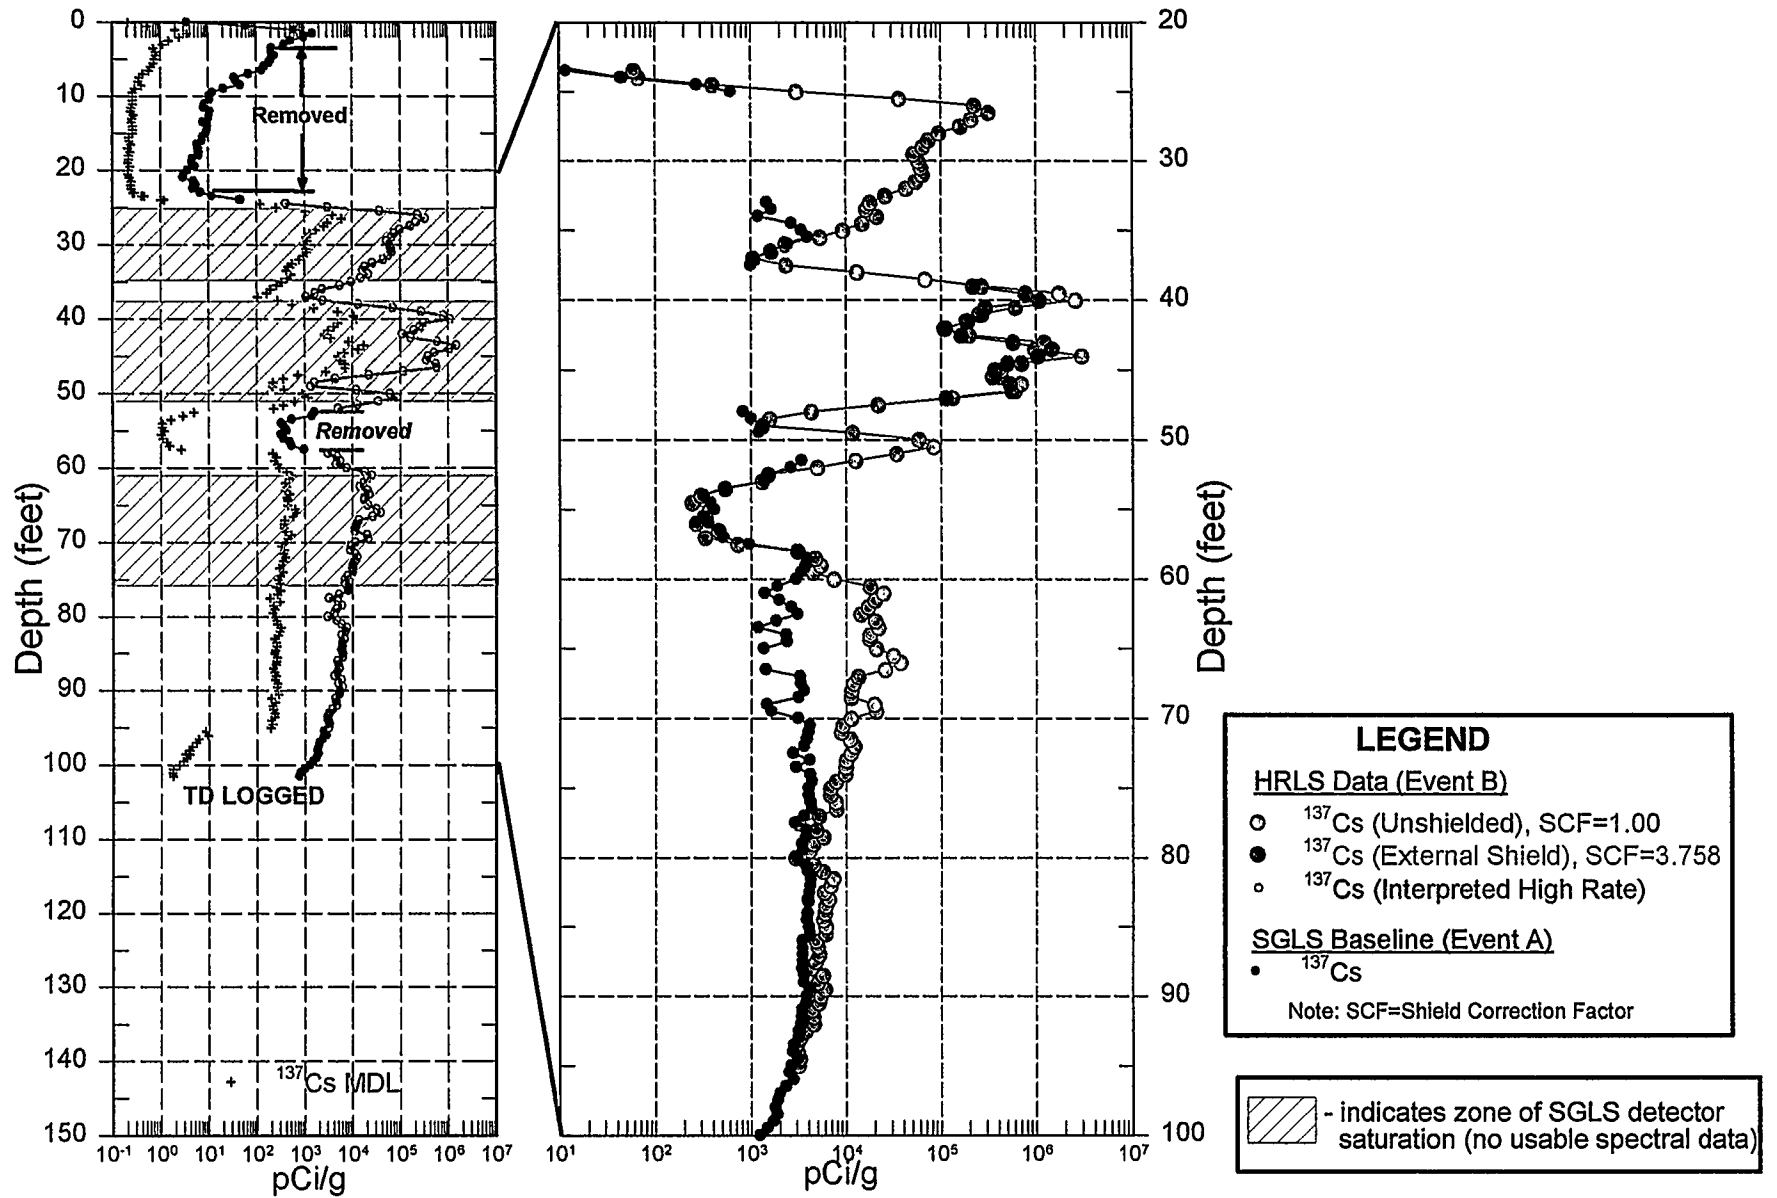 0
10
20
30
40
50
60
70
80
90
100
110
120
130
140
150
Depth (feet)
Removed
Removed
TD LOGGED
+ ¹³⁷Cs MDL
10⁻¹ 10⁰ 10¹ 10² 10³ 10⁴ 10⁵ 10⁶ 10⁷
pCi/g
20
30
40
50
60
70
80
90
100
Depth (feet)
10¹ 10² 10³ 10⁴ 10⁵ 10⁶ 10⁷
pCi/g
LEGEND
HRLS Data (Event B)
¹³⁷Cs (Unshielded), SCF=1.00
¹³⁷Cs (External Shield), SCF=3.758
¹³⁷Cs (Interpreted High Rate)
SGLS Baseline (Event A)
¹³⁷Cs
Note: SCF=Shield Correction Factor
- indicates zone of SGLS detector
saturation (no usable spectral data)